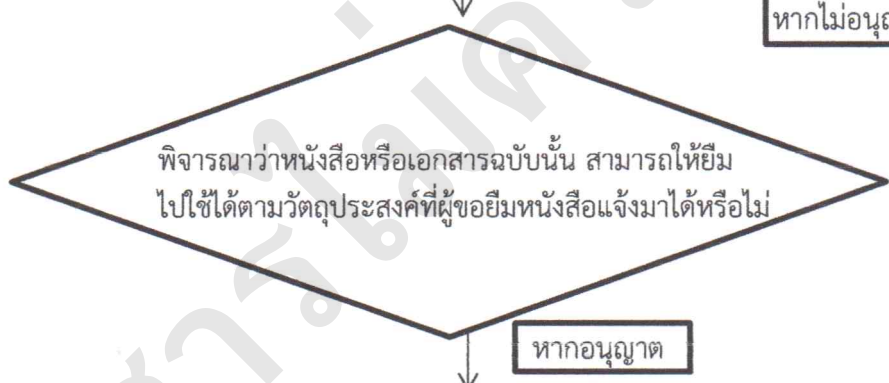 หากไม่อนุญ
พิจารณาว่าหนังสือหรือเอกสารฉบับนั้น สามารถให้ยืม
ไปใช้ได้ตามวัตถุประสงค์ที่ผู้ขอยืมหนังสือแจ้งมาได้หรือไม่
หากอนุญาต